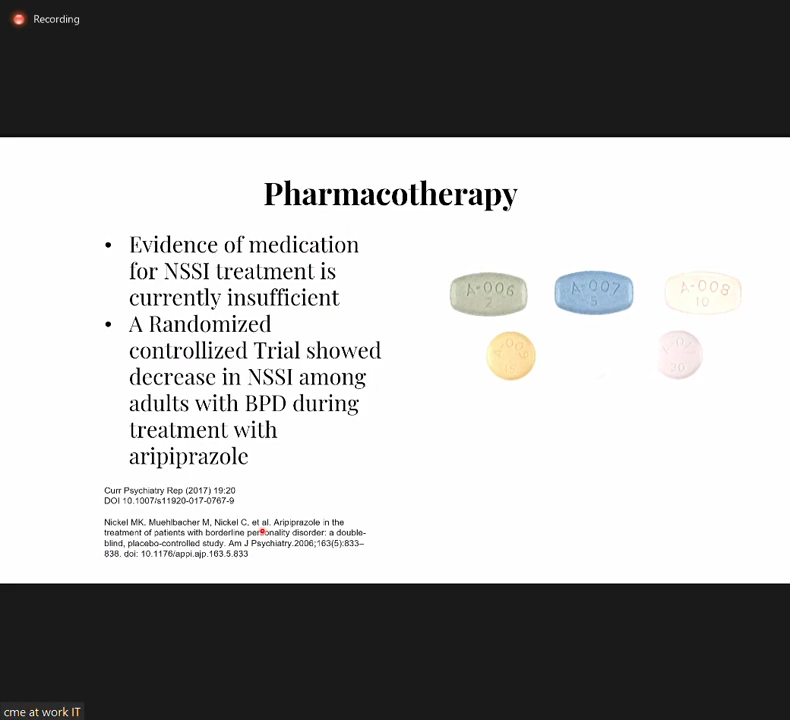 Recording
Pharmacotherapy
• Evidence of medication
for NSSI treatment is
currently insufficient
• A Randomized
controllized Trial showed
decrease in NSSI among
adults with BPD during
treatment with
aripiprazole
A-006
2
A-007
5
A-008
10
A-009
15
30
Curr Psychiatry Rep (2017) 19:20
DOI 10.1007/s11920-017-0767-9
Nickel MK, Muehlbacher M, Nickel C, et al. Aripiprazole in the
treatment of patients with borderline personality disorder: a double-
blind, placebo-controlled study. Am J Psychiatry.2006;163(5):833–
838. doi: 10.1176/appi.ajp.163.5.833
cme at work IT